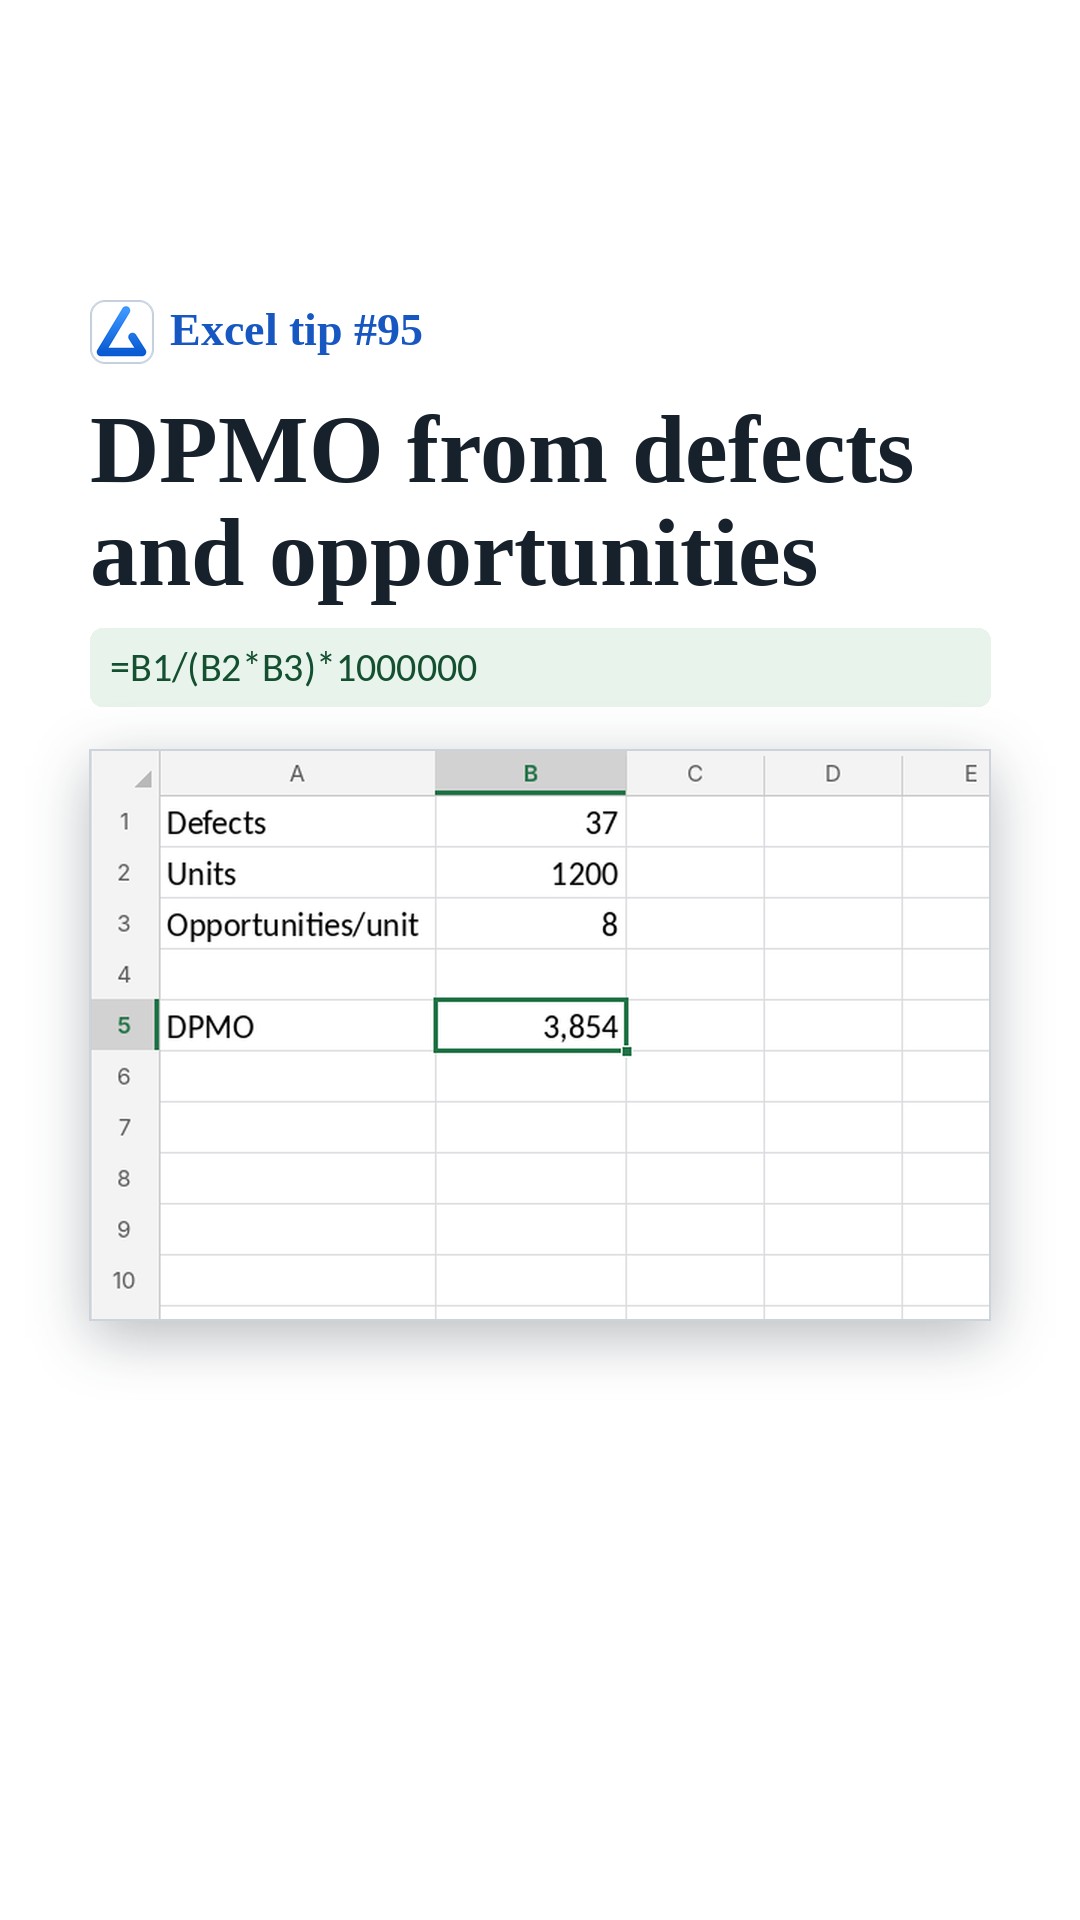 Excel tip #95
DPMO from defects
and opportunities
=B1/(B2*B3)*1000000
A B C D E
1 Defects 37
2 Units 1200
3 Opportunities/unit 8
4
5 DPMO 3,854
6
7
8
9
10